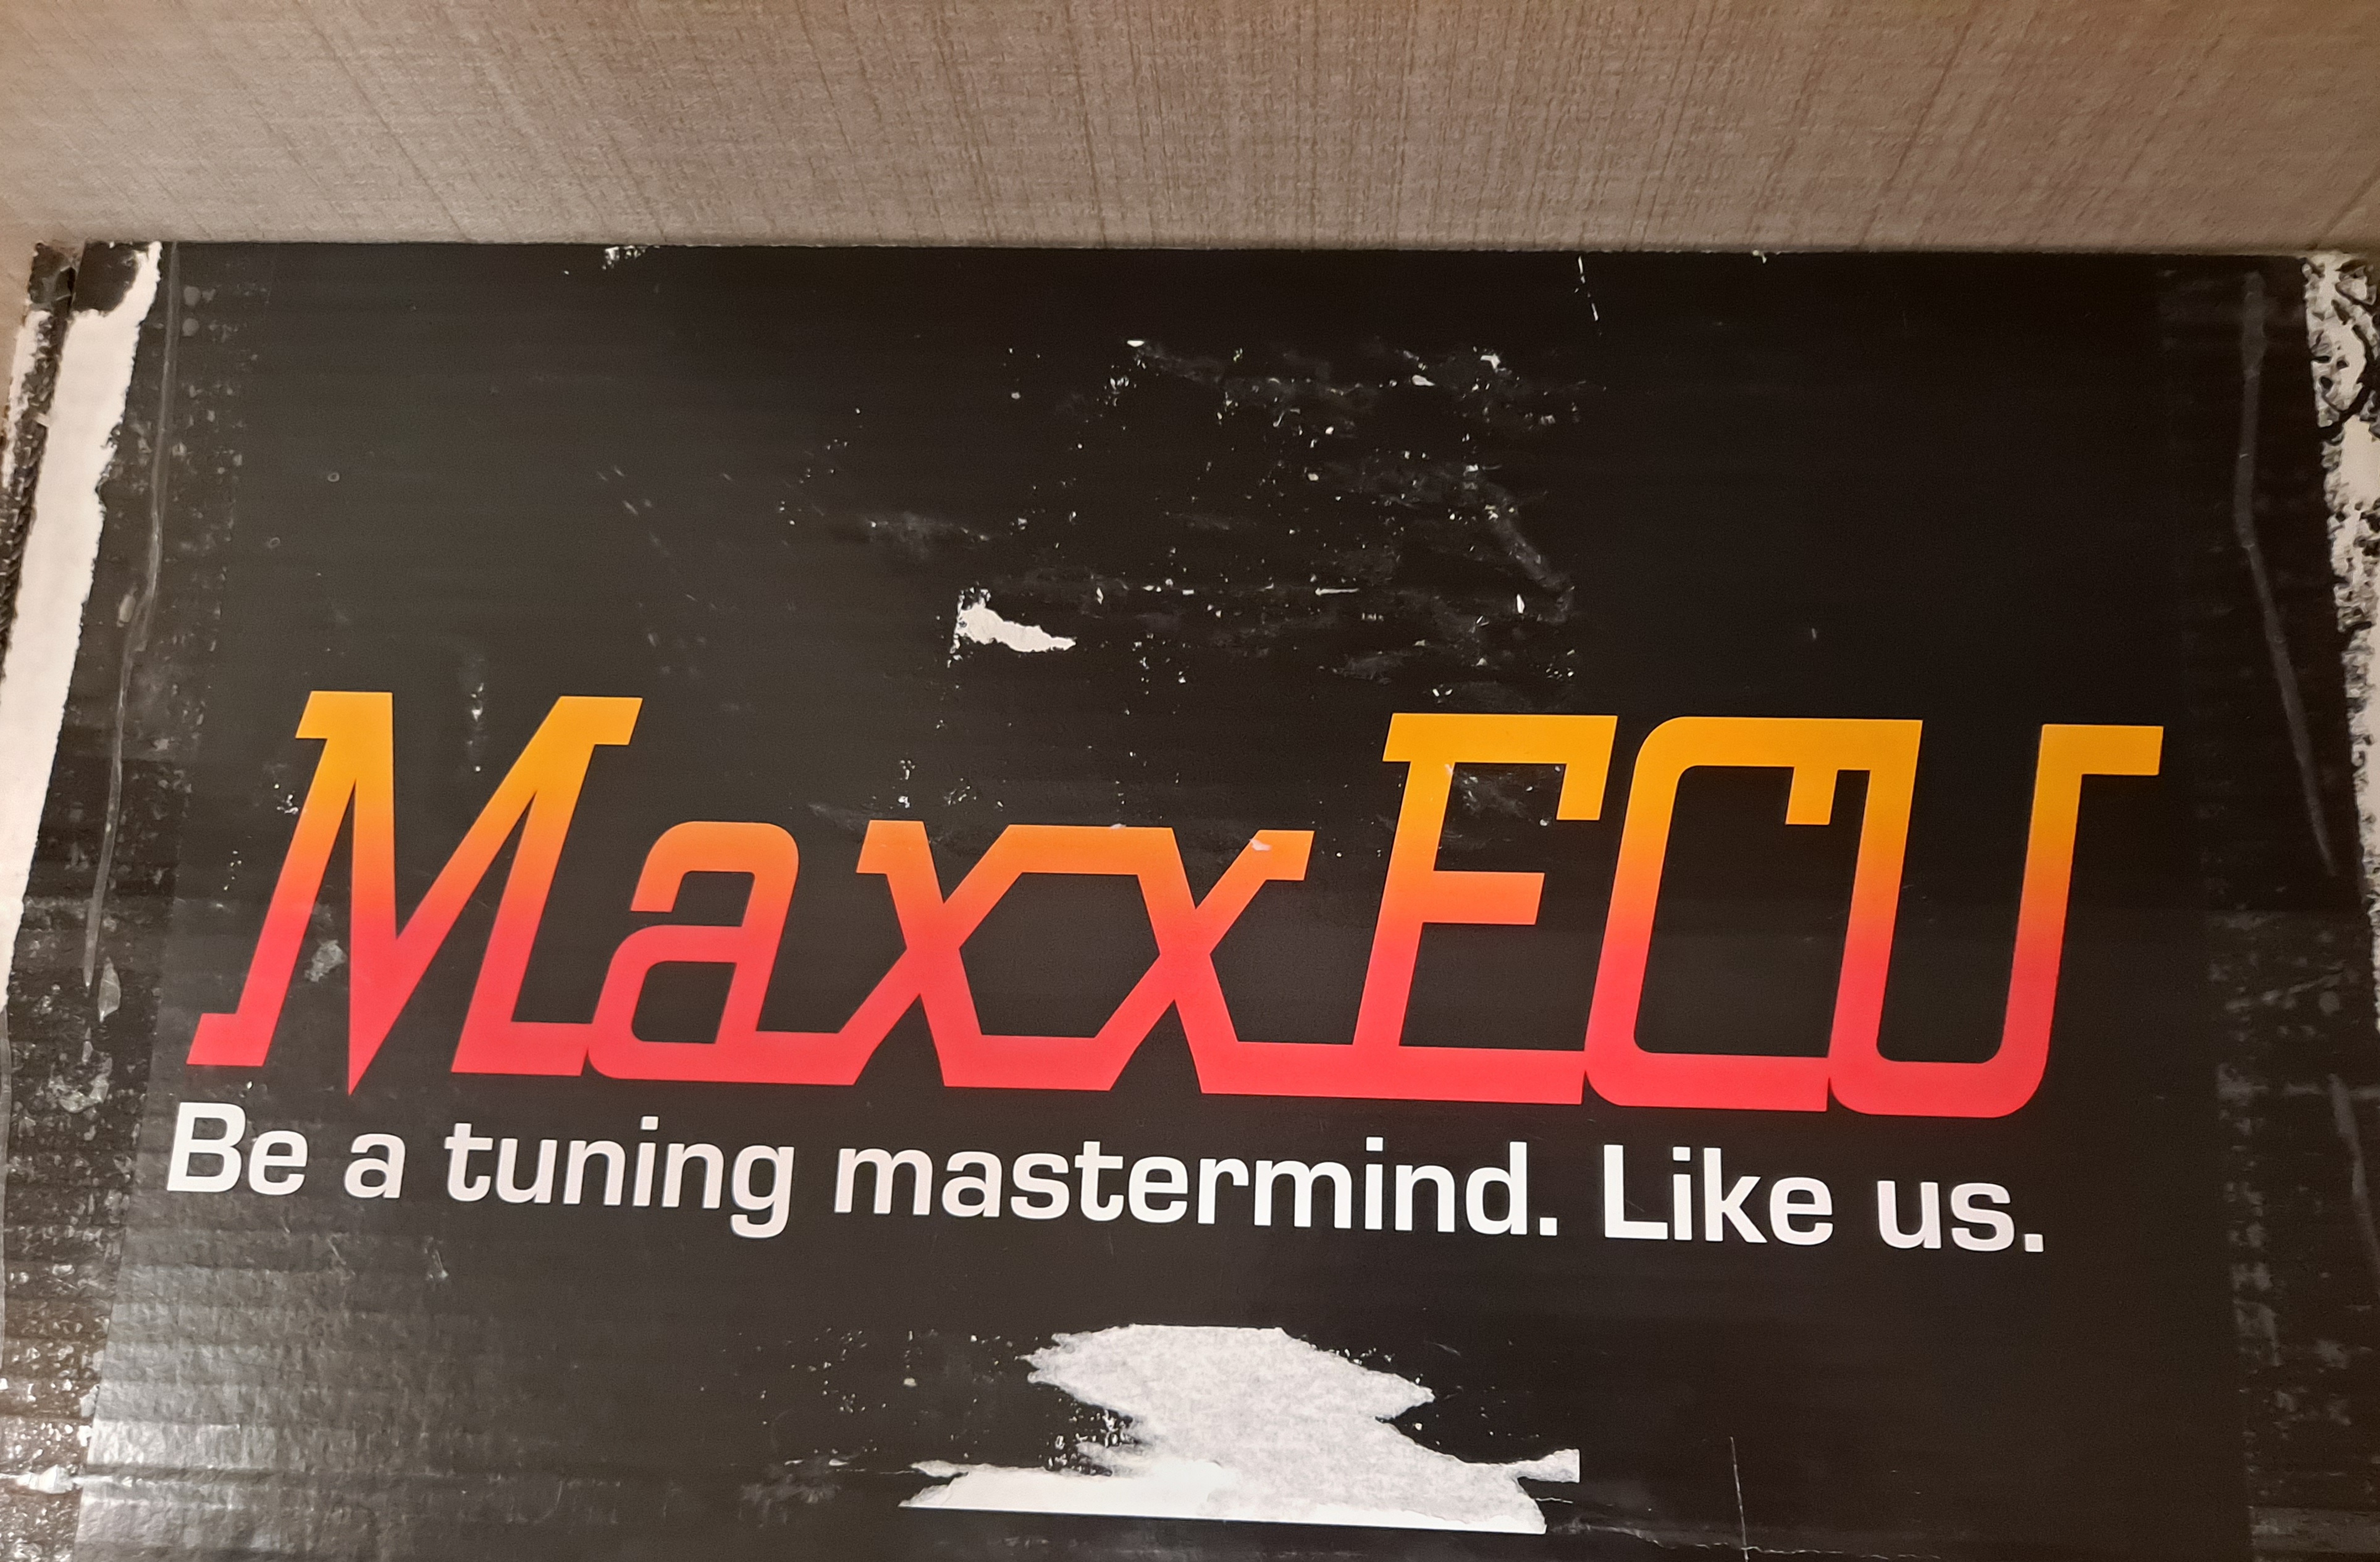 MaxxECU
Be a tuning mastermind. Like us.